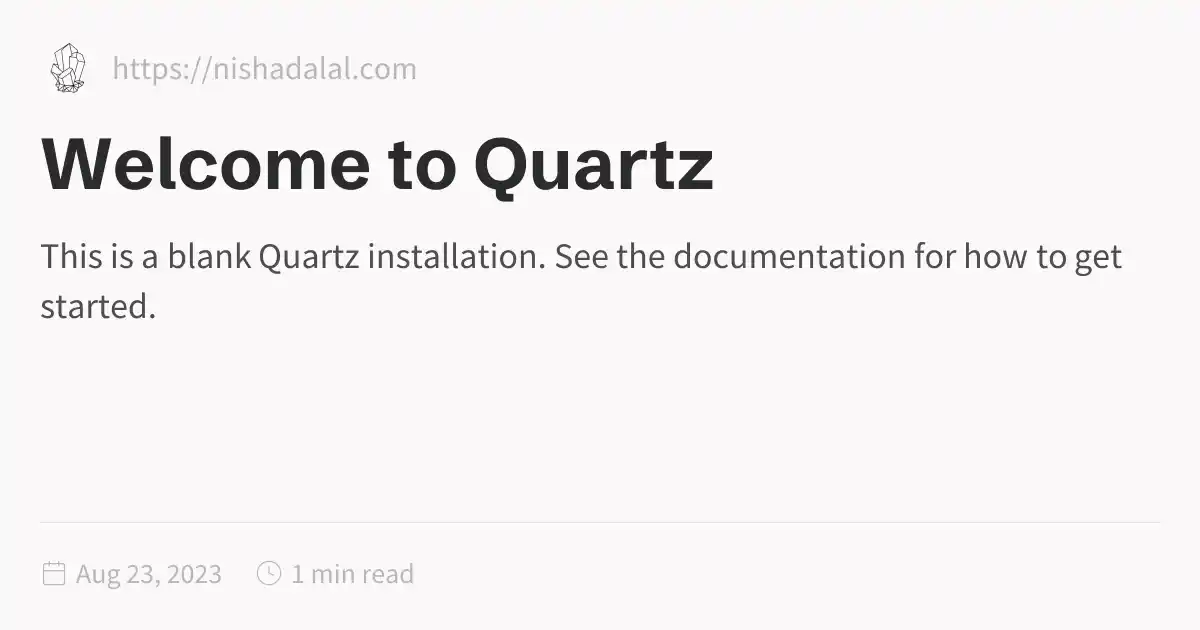 https://nishadalal.com
Welcome to Quartz
This is a blank Quartz installation. See the documentation for how to get
started.
Aug 23, 2023 1 min read